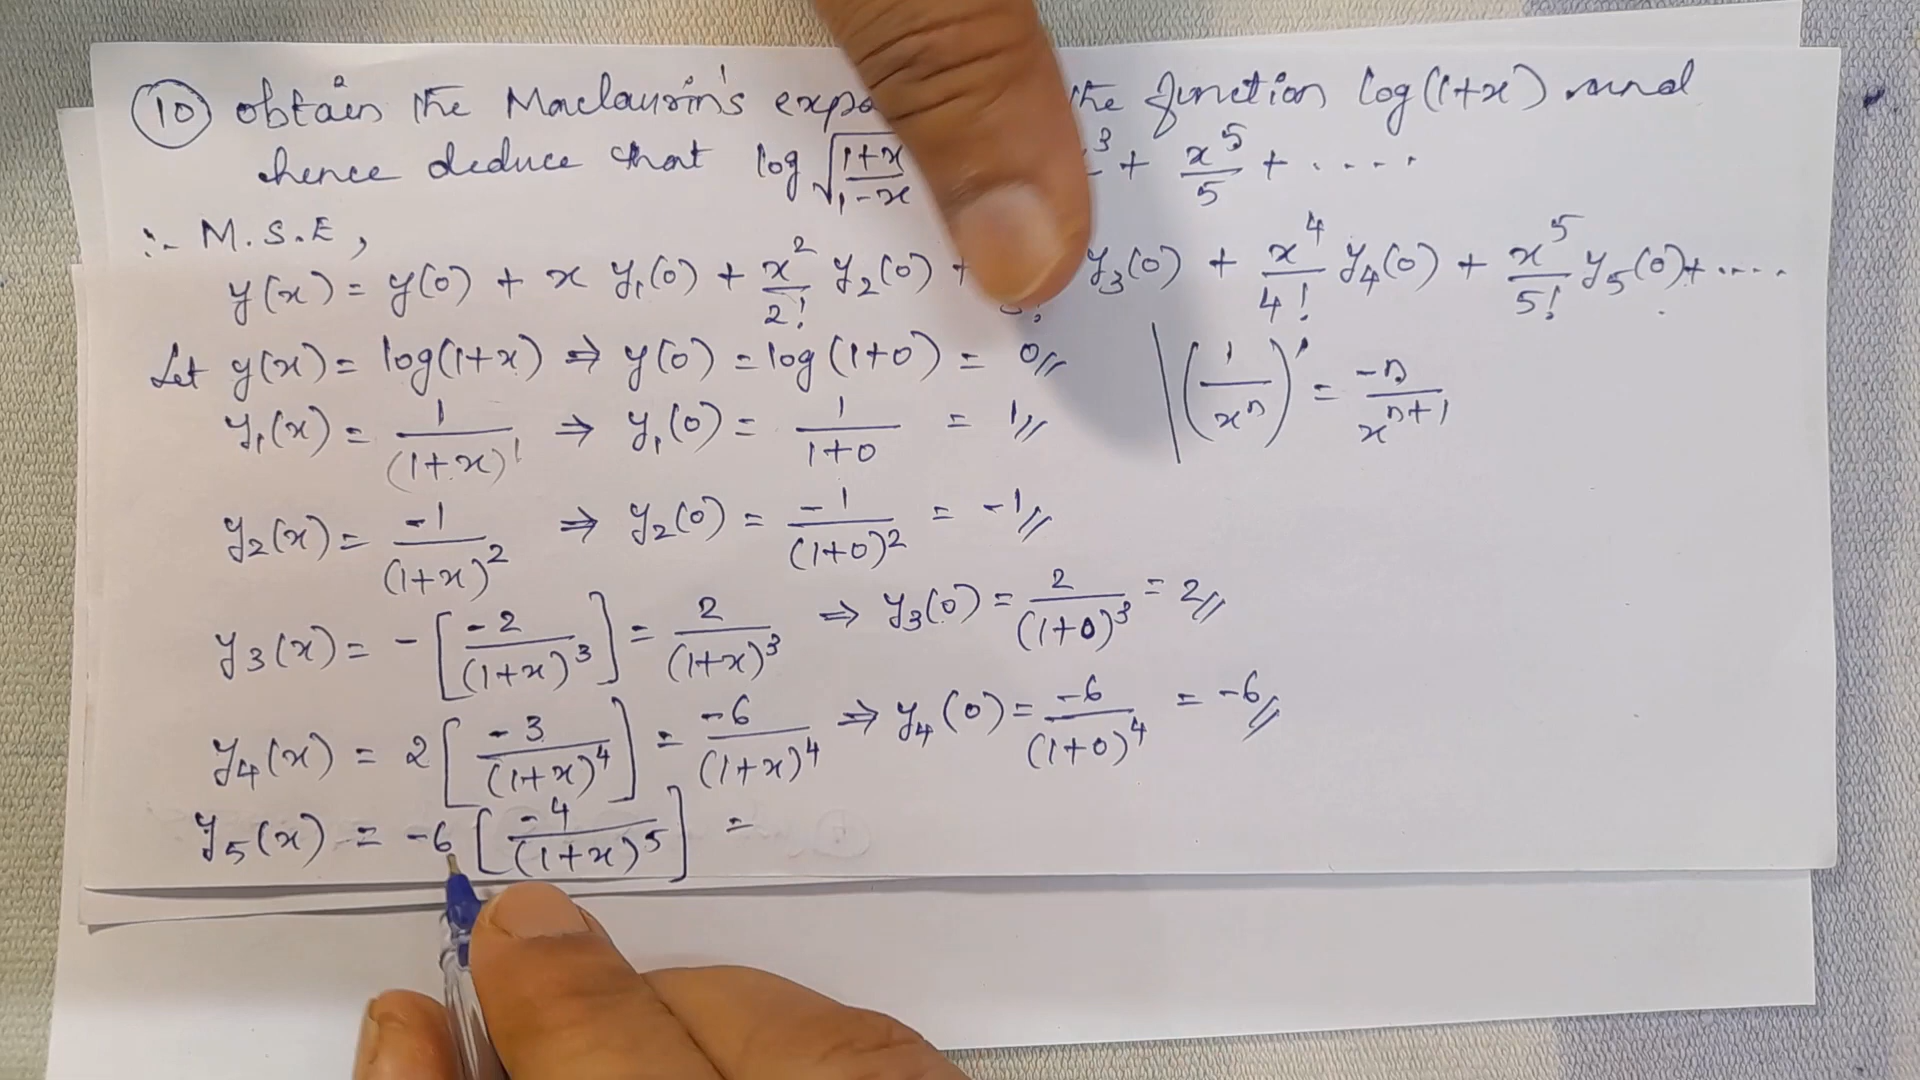 (10) obtain the Maclaurin's expa the function log(1+x) and
hence deduce that log √((1+x)/(1-x)) x^3 + x^5/5 + .....
:- M.S.E,
y(x) = y(0) + x y₁(0) + x²/2! y₂(0) + 3! y₃(0) + x⁴/4! y₄(0) + x⁵/5! y₅(0) + ....
Let y(x) = log(1+x) ⇒ y(0) = log(1+0) = 0//
y₁(x) = 1/(1+x)¹ ⇒ y₁(0) = 1/(1+0) = 1// | (1/xⁿ)' = -n/xⁿ⁺¹
y₂(x) = -1/(1+x)² ⇒ y₂(0) = -1/(1+0)² = -1//
y₃(x) = -[-2/(1+x)³] = 2/(1+x)³ ⇒ y₃(0) = 2/(1+0)³ = 2//
y₄(x) = 2[-3/(1+x)⁴] = -6/(1+x)⁴ ⇒ y₄(0) = -6/(1+0)⁴ = -6//
y₅(x) = -6[-4/(1+x)⁵] =